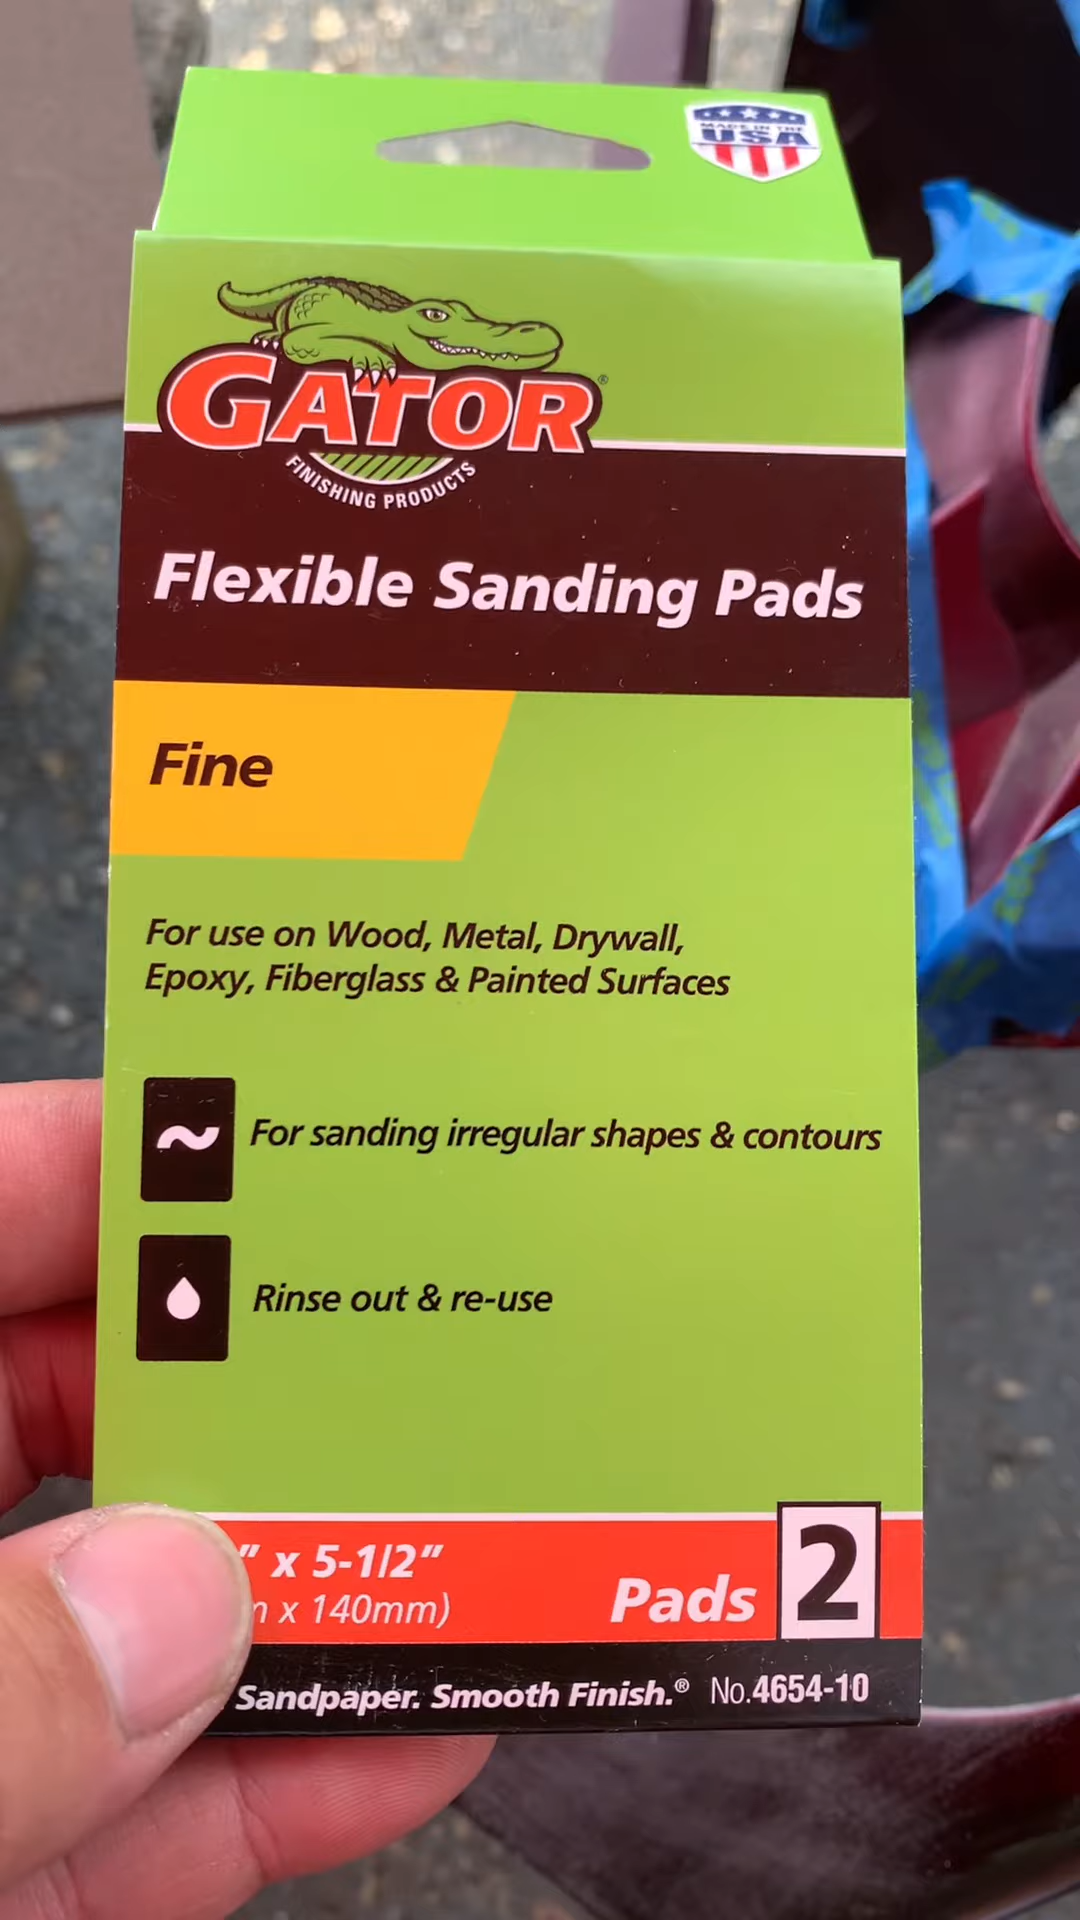 MADE IN THE
USA
GATOR®
FINISHING PRODUCTS
Flexible Sanding Pads
Fine
For use on Wood, Metal, Drywall,
Epoxy, Fiberglass & Painted Surfaces
For sanding irregular shapes & contours
Rinse out & re-use
" x 5-1/2"
x 140mm)
Pads 2
Sandpaper. Smooth Finish.® No.4654-10